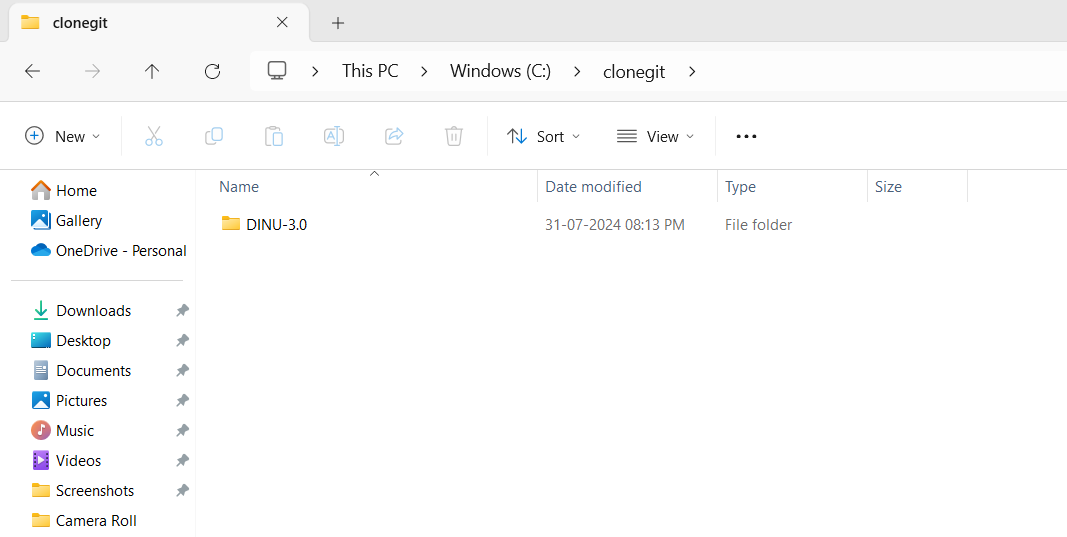 clonegit
This PC Windows (C:) clonegit
New Sort View
Name Date modified Type Size
DINU-3.0 31-07-2024 08:13 PM File folder
Home
Gallery
OneDrive - Personal
Downloads
Desktop
Documents
Pictures
Music
Videos
Screenshots
Camera Roll